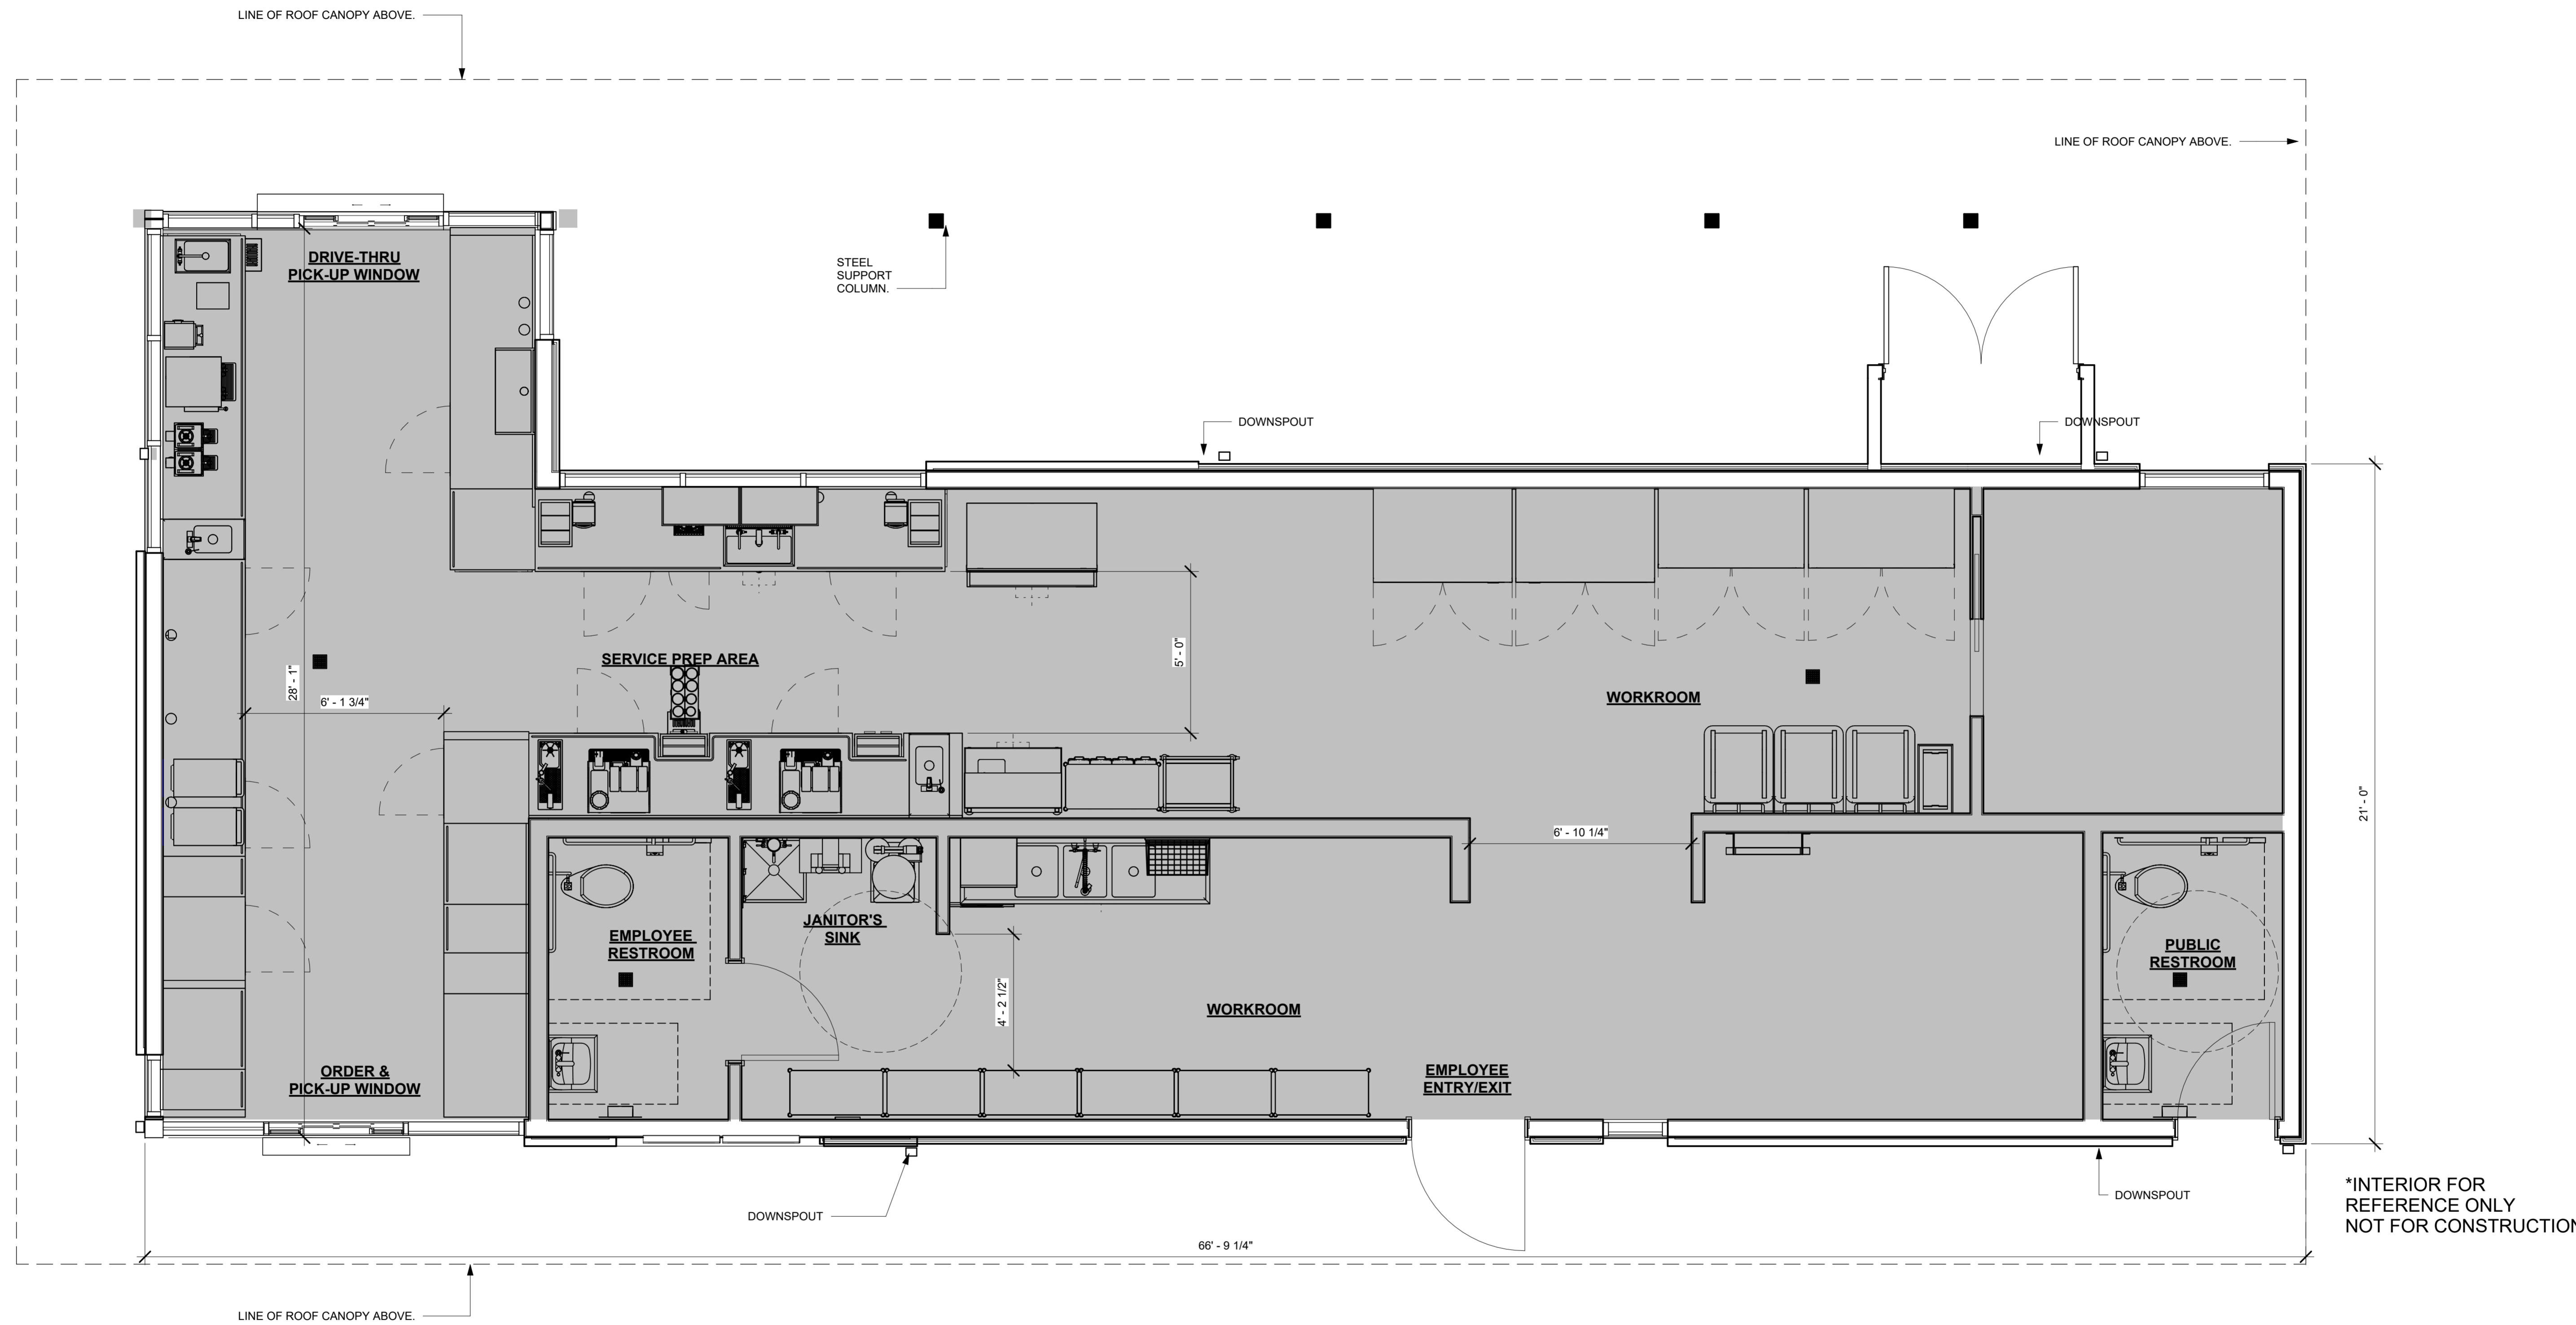 LINE OF ROOF CANOPY ABOVE.
LINE OF ROOF CANOPY ABOVE.
DRIVE-THRU
PICK-UP WINDOW
STEEL
SUPPORT
COLUMN.
DOWNSPOUT
DOWNSPOUT
SERVICE PREP AREA
5' - 0"
28' - 1"
6' - 1 3/4"
WORKROOM
21' - 0"
6' - 10 1/4"
JANITOR'S
SINK
EMPLOYEE
RESTROOM
PUBLIC
RESTROOM
4' - 2 1/2"
WORKROOM
ORDER &
PICK-UP WINDOW
EMPLOYEE
ENTRY/EXIT
*INTERIOR FOR
REFERENCE ONLY
NOT FOR CONSTRUCTION
DOWNSPOUT
DOWNSPOUT
66' - 9 1/4"
LINE OF ROOF CANOPY ABOVE.